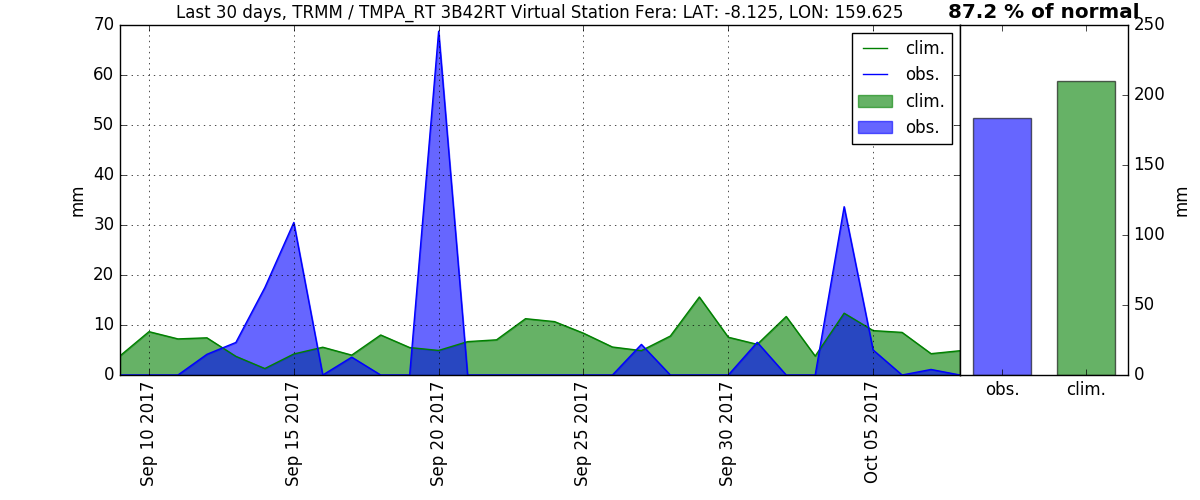 Last 30 days, TRMM / TMPA_RT 3B42RT Virtual Station Fera: LAT: -8.125, LON: 159.625
87.2 % of normal
70
60
50
40
30
20
10
0
mm
clim.
obs.
clim.
obs.
Sep 10 2017
Sep 15 2017
Sep 20 2017
Sep 25 2017
Sep 30 2017
Oct 05 2017
250
200
150
100
50
0
mm
obs.
clim.